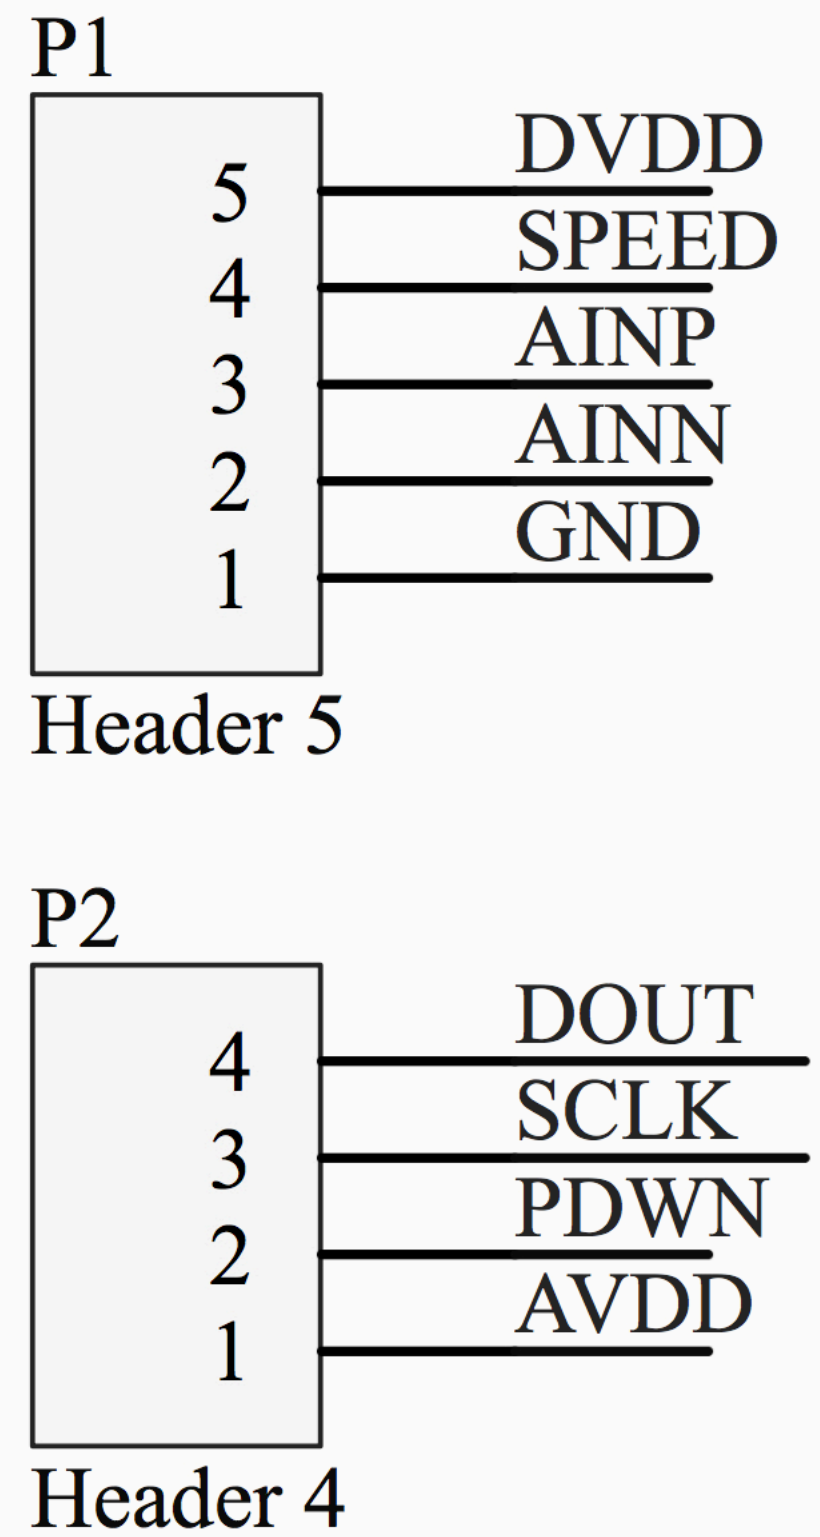 P1
DVDD
5
SPEED
4
AINP
3
AINN
2
GND
1
Header 5
P2
DOUT
4
SCLK
3
PDWN
2
AVDD
1
Header 4